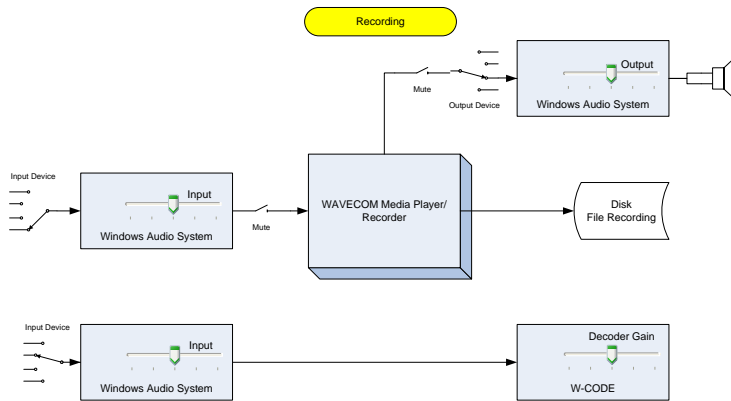 Recording
Output
Mute
Output Device
Windows Audio System
Input Device
Input
Windows Audio System
Mute
WAVECOM Media Player/
Recorder
Disk
File Recording
Input Device
Input
Windows Audio System
Decoder Gain
W-CODE